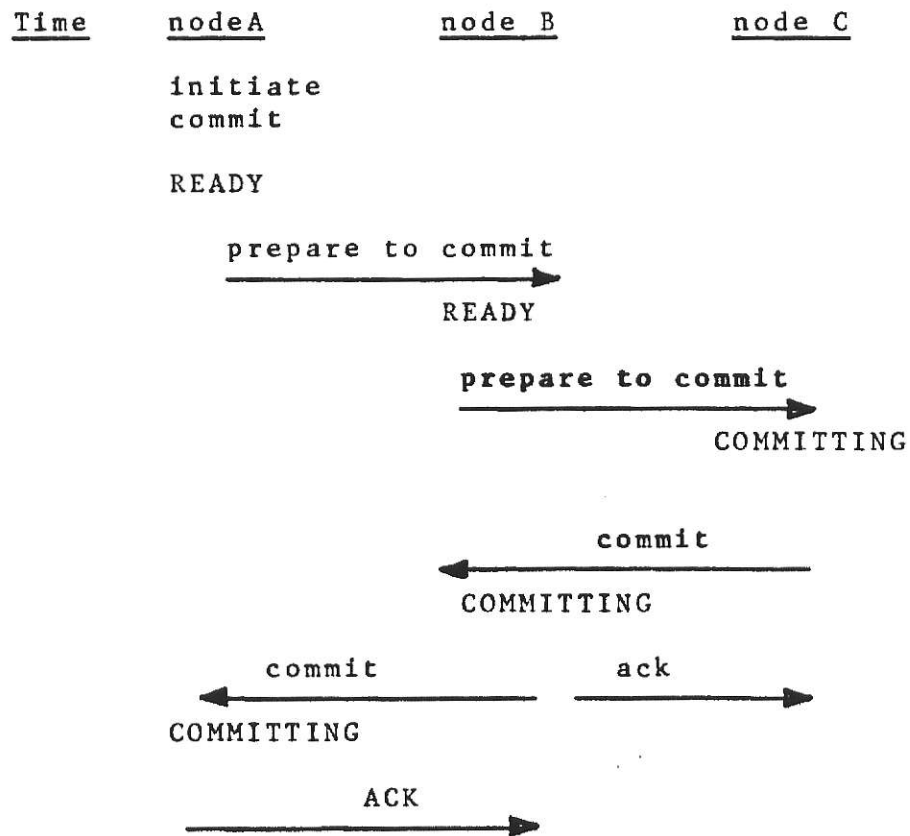 Time nodeA node B node C
initiate
commit
READY
prepare to commit
READY
prepare to commit
COMMITTING
commit
COMMITTING
commit ack
COMMITTING
ACK